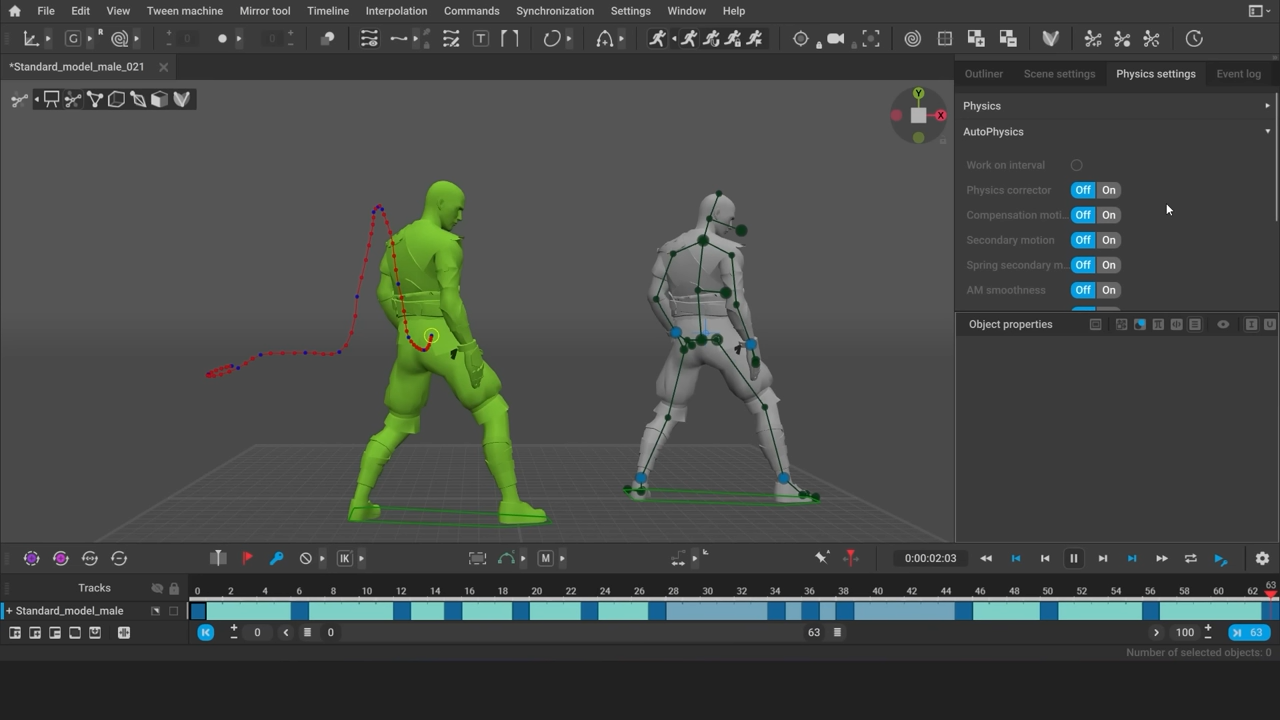 File Edit View Tween machine Mirror tool Timeline Interpolation Commands Synchronization Settings Window Help
G R 0 0 T
*Standard_model_male_021
Outliner Scene settings Physics settings Event log
Y
X
Physics
AutoPhysics
Work on interval
Physics corrector Off On
Compensation moti... Off On
Secondary motion Off On
Spring secondary m... Off On
AM smoothness Off On
Object properties
IK M 0:00:02:03
Tracks 0 2 4 6 8 10 12 14 16 18 20 22 24 26 28 30 32 34 36 38 40 42 44 46 48 50 52 54 56 58 60 62 63
+ Standard_model_male
0 0 63 100 63
Number of selected objects: 0